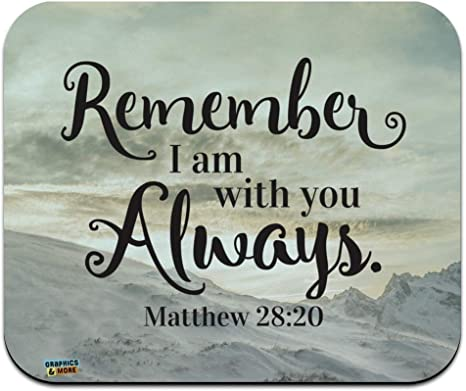 Remember
I am
with you
Always.
Matthew 28:20
GRAPHICS
& MORE